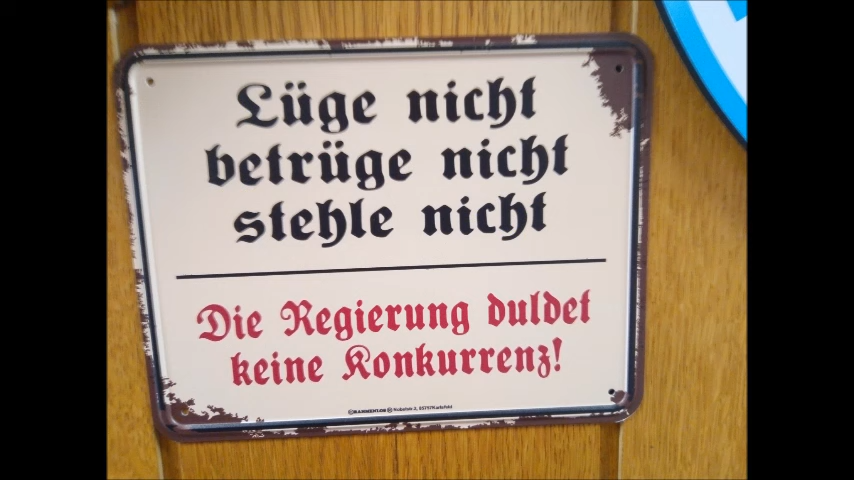 Lüge nicht
betrüge nicht
stehle nicht
Die Regierung duldet
keine Konkurrenz!